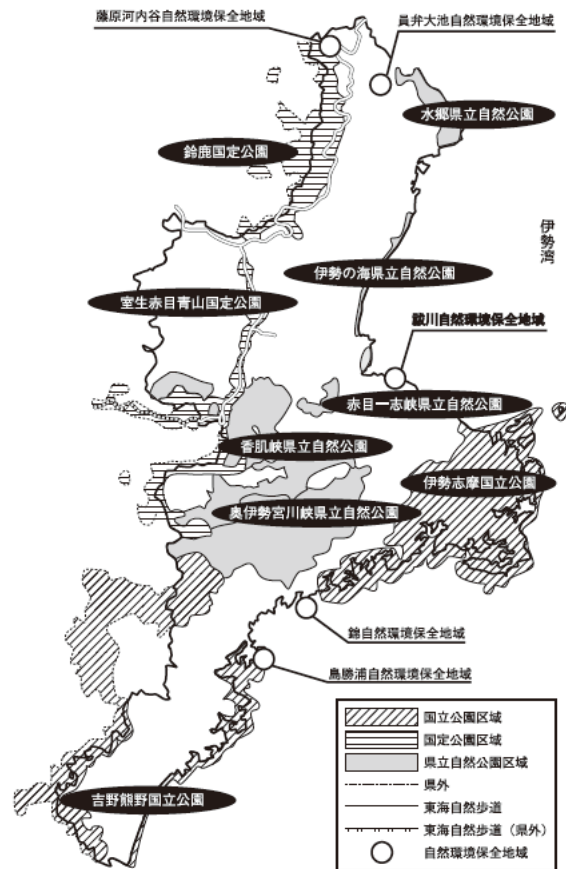 藤原河内谷自然環境保全地域
員弁大池自然環境保全地域
水郷県立自然公園
鈴鹿国定公園
伊勢湾
伊勢の海県立自然公園
室生赤目青山国定公園
祓川自然環境保全地域
赤目一志峡県立自然公園
香肌峡県立自然公園
伊勢志摩国立公園
奥伊勢宮川峡県立自然公園
錦自然環境保全地域
島勝浦自然環境保全地域
吉野熊野国立公園
国立公園区域
国定公園区域
県立自然公園区域
県外
東海自然歩道
東海自然歩道（県外）
自然環境保全地域